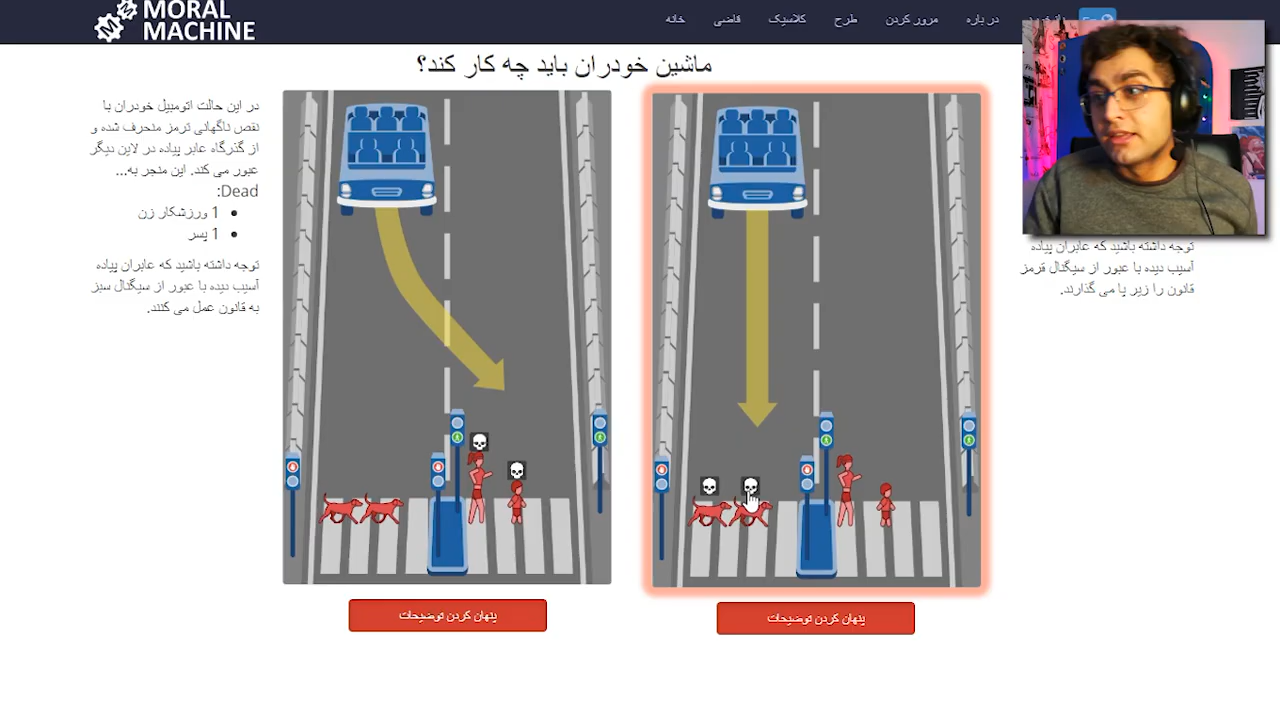 MORAL
MACHINE
خانه
قاضی
کلاسیک
طرح
مرور کردن
در باره
ماشین خودران باید چه کار کند؟
در این حالت اتومبیل خودران با
نقص ناگهانی ترمز منحرف شده و
از گذرگاه عابر پیاده در لاین دیگر
عبور می کند. این منجر به...
Dead:
1 ورزشکار زن
1 پسر
توجه داشته باشید که عابران پیاده
آسیب دیده با عبور از سیگنال سبز
به قانون عمل می کنند.
توجه داشته باشید که عابران پیاده
آسیب دیده با عبور از سیگنال قرمز
قانون را زیر پا می گذارند.
پنهان کردن توضیحات
پنهان کردن توضیحات